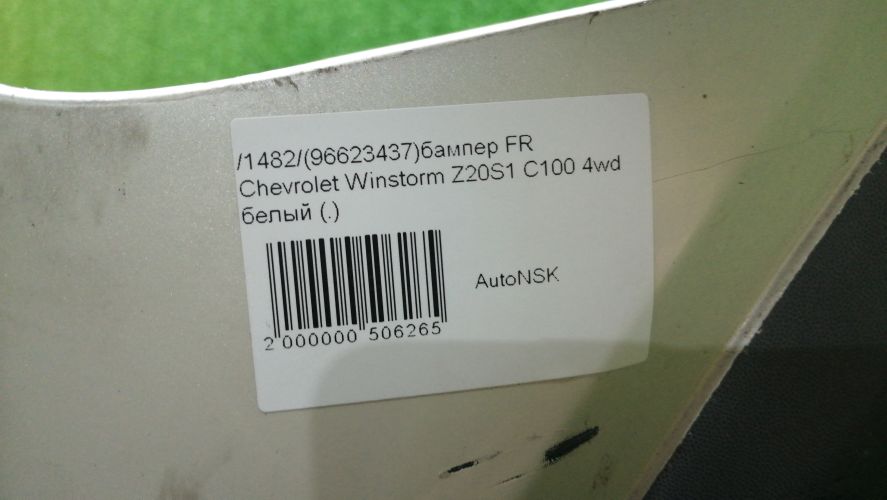 /1482/(96623437)бампер FR
Chevrolet Winstorm Z20S1 C100 4wd
белый (.)
AutoNSK
2 000000 506265